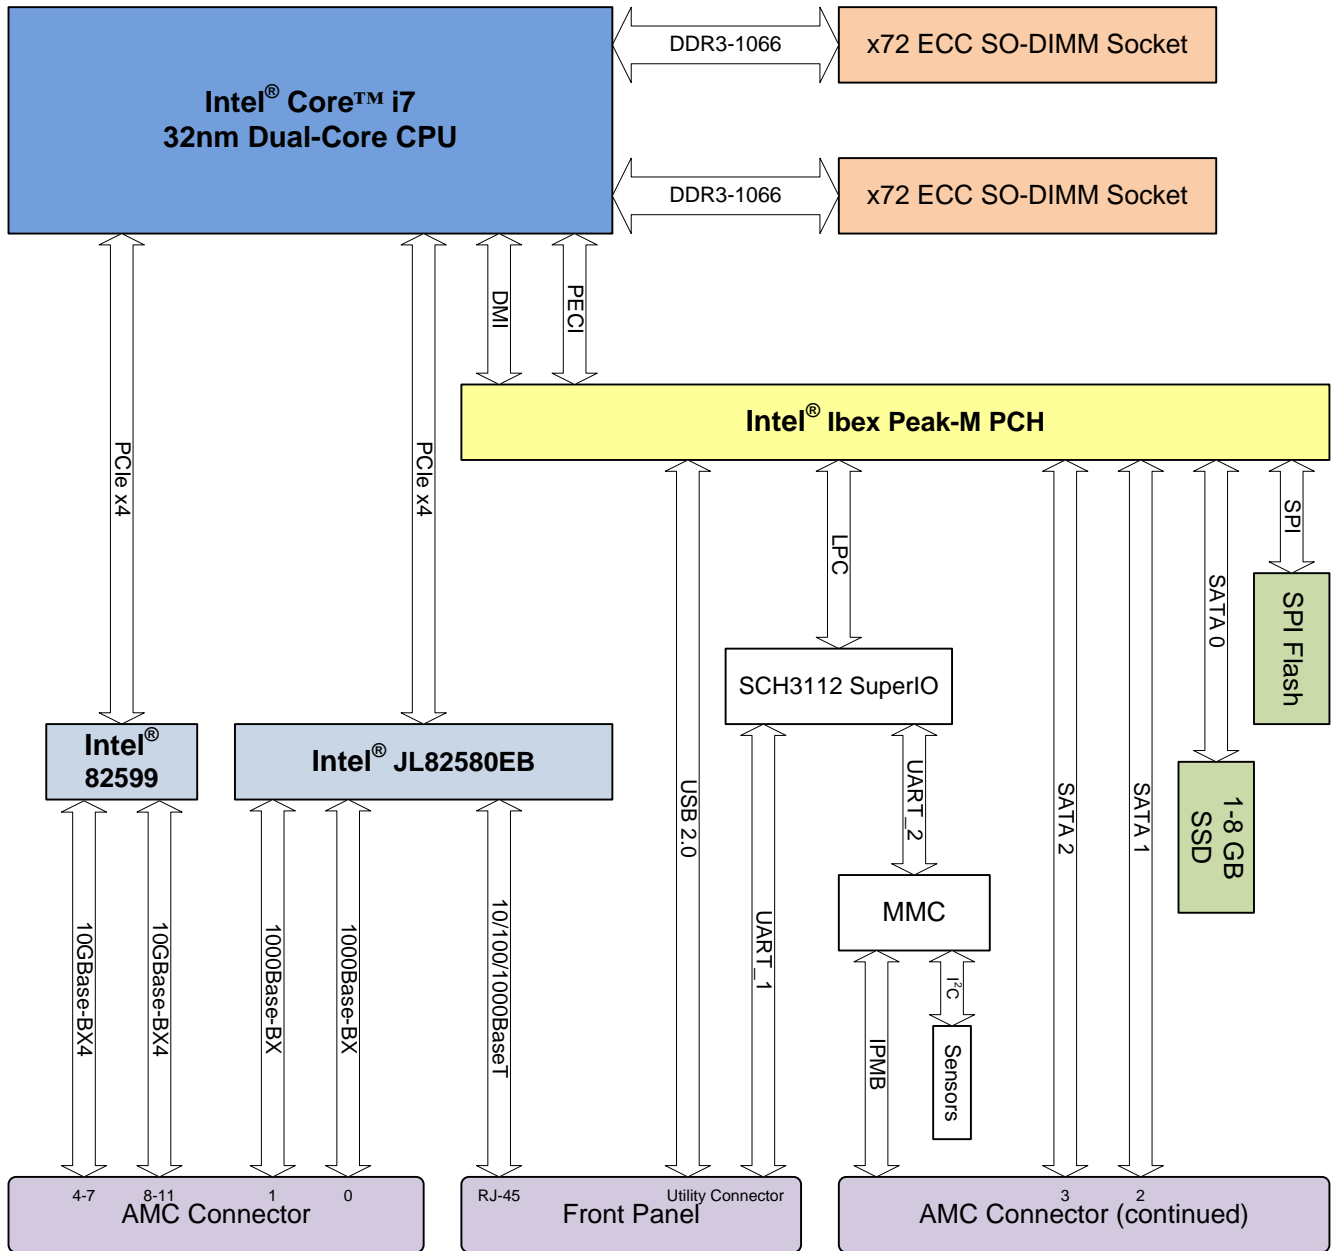 Intel® Core™ i7
32nm Dual-Core CPU
DDR3-1066
x72 ECC SO-DIMM Socket
DDR3-1066
x72 ECC SO-DIMM Socket
PCIe x4
PCIe x4
DMI
PECI
Intel® Ibex Peak-M PCH
USB 2.0
LPC
SATA 2
SATA 1
SATA 0
SPI
SPI Flash
SCH3112 SuperIO
Intel®
82599
Intel® JL82580EB
UART_1
UART_2
1-8 GB
SSD
MMC
10GBase-BX4
10GBase-BX4
1000Base-BX
1000Base-BX
10/100/1000BaseT
IPMB
I²C
Sensors
4-7 8-11 1 0
AMC Connector
RJ-45 Utility Connector
Front Panel
3 2
AMC Connector (continued)